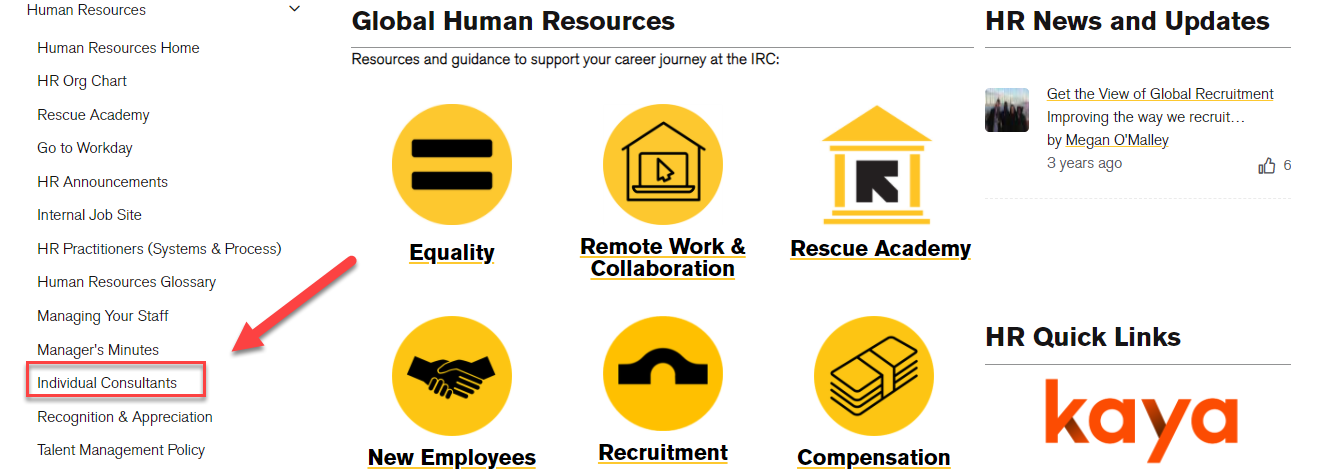 Human Resources
Human Resources Home
HR Org Chart
Rescue Academy
Go to Workday
HR Announcements
Internal Job Site
HR Practitioners (Systems & Process)
Human Resources Glossary
Managing Your Staff
Manager's Minutes
Individual Consultants
Recognition & Appreciation
Talent Management Policy
Global Human Resources
Resources and guidance to support your career journey at the IRC:
Equality
Remote Work &
Collaboration
Rescue Academy
New Employees
Recruitment
Compensation
HR News and Updates
Get the View of Global Recruitment
Improving the way we recruit…
by Megan O'Malley
3 years ago
6
HR Quick Links
kaya